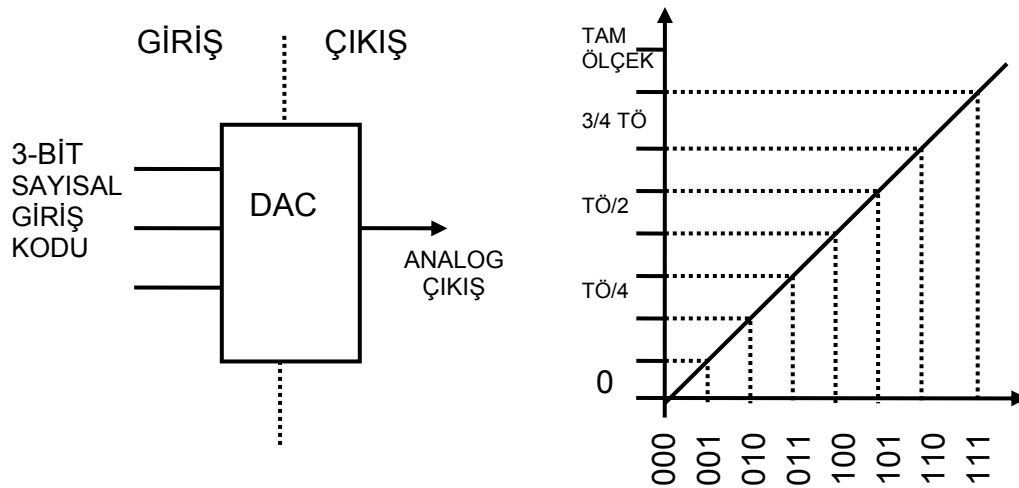 GİRİŞ
ÇIKIŞ
3-BİT
SAYISAL
GİRİŞ
KODU
DAC
ANALOG
ÇIKIŞ
TAM
ÖLÇEK
3/4 TÖ
TÖ/2
TÖ/4
0
000
001
010
011
100
101
110
111